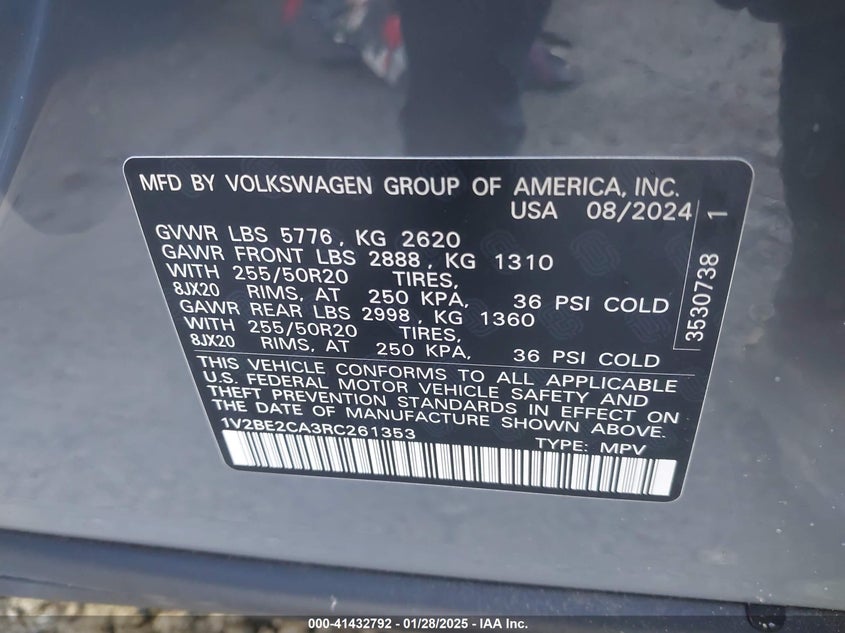 MFD BY VOLKSWAGEN GROUP OF AMERICA, INC.
USA 08/2024
GVWR LBS 5776, KG 2620
GAWR FRONT LBS 2888, KG 1310
WITH 255/50R20 TIRES,
8JX20 RIMS, AT 250 KPA, 36 PSI COLD
GAWR REAR LBS 2998, KG 1360
WITH 255/50R20 TIRES,
8JX20 RIMS, AT 250 KPA, 36 PSI COLD
THIS VEHICLE CONFORMS TO ALL APPLICABLE
U.S. FEDERAL MOTOR VEHICLE SAFETY AND
THEFT PREVENTION STANDARDS IN EFFECT ON
THE DATE OF MANUFACTURE SHOWN ABOVE.
1V2BE2CA3RC261353 TYPE: MPV
3530738 1
000-41432792 - 01/28/2025 - IAA Inc.